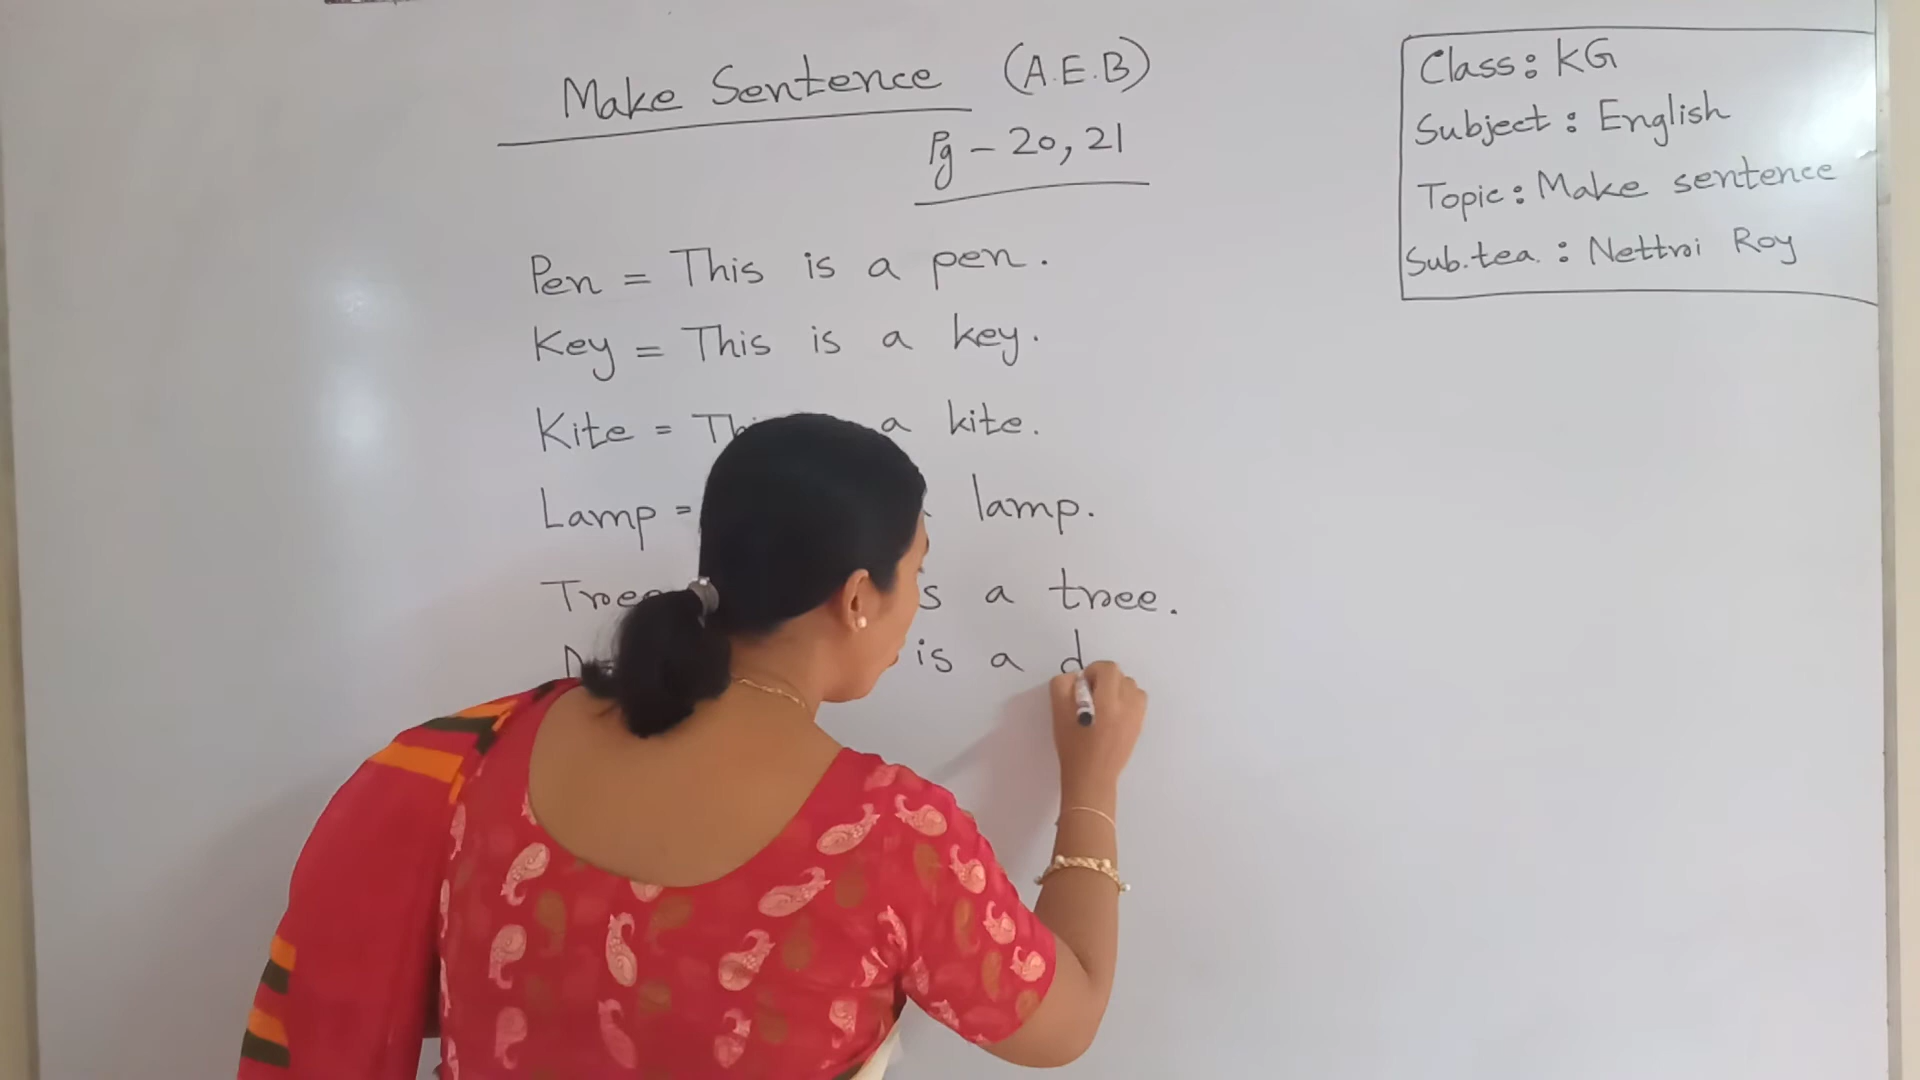 Make Sentence (A.E.B)
Pg - 20, 21
Pen = This is a pen.
Key = This is a key.
Kite = a kite.
Lamp = lamp.
a tree.
is a d
Class: KG
Subject: English
Topic: Make sentence
Sub.tea. : Nettroi Roy